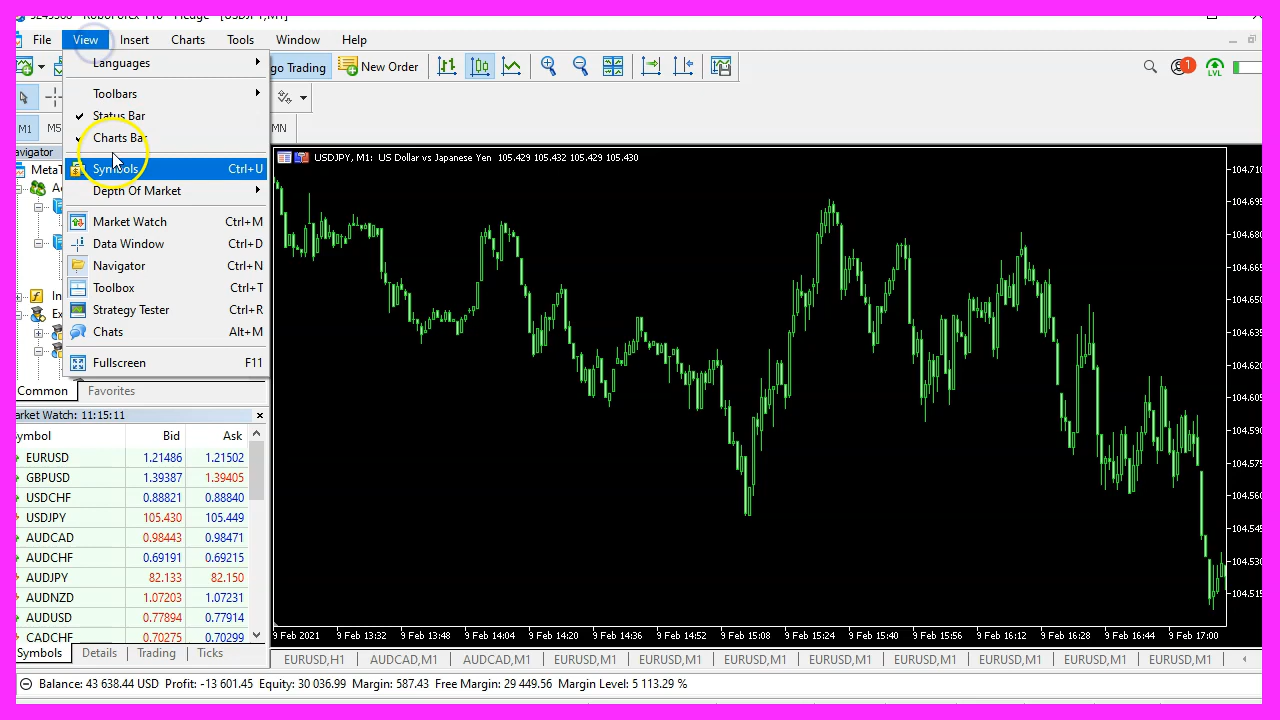 File View Insert Charts Tools Window Help
Languages
Toolbars
Status Bar
Charts Bar
Symbols Ctrl+U
Depth Of Market
Market Watch Ctrl+M
Data Window Ctrl+D
Navigator Ctrl+N
Toolbox Ctrl+T
Strategy Tester Ctrl+R
Chats Alt+M
Fullscreen F11
go Trading New Order
LVL
1
M1 M5 MN
avigator
MetaT
Common Favorites
arket Watch: 11:15:11
ymbol Bid Ask
EURUSD 1.21486 1.21502
GBPUSD 1.39387 1.39405
USDCHF 0.88821 0.88840
USDJPY 105.430 105.449
AUDCAD 0.98443 0.98471
AUDCHF 0.69191 0.69215
AUDJPY 82.133 82.150
AUDNZD 1.07203 1.07231
AUDUSD 0.77894 0.77914
CADCHF 0.70275 0.70299
Symbols Details Trading Ticks
USDJPY, M1: US Dollar vs Japanese Yen 105.429 105.432 105.429 105.430
104.710
104.695
104.680
104.665
104.650
104.635
104.620
104.605
104.590
104.575
104.560
104.545
104.530
104.515
9 Feb 2021 9 Feb 13:32 9 Feb 13:48 9 Feb 14:04 9 Feb 14:20 9 Feb 14:36 9 Feb 14:52 9 Feb 15:08 9 Feb 15:24 9 Feb 15:40 9 Feb 15:56 9 Feb 16:12 9 Feb 16:28 9 Feb 16:44 9 Feb 17:00
EURUSD,H1 AUDCAD,M1 AUDCAD,M1 EURUSD,M1 EURUSD,M1 EURUSD,M1 EURUSD,M1 EURUSD,M1 EURUSD,M1 EURUSD,M1 EURUSD,M1
Balance: 43 638.44 USD Profit: -13 601.45 Equity: 30 036.99 Margin: 587.43 Free Margin: 29 449.56 Margin Level: 5 113.29 %